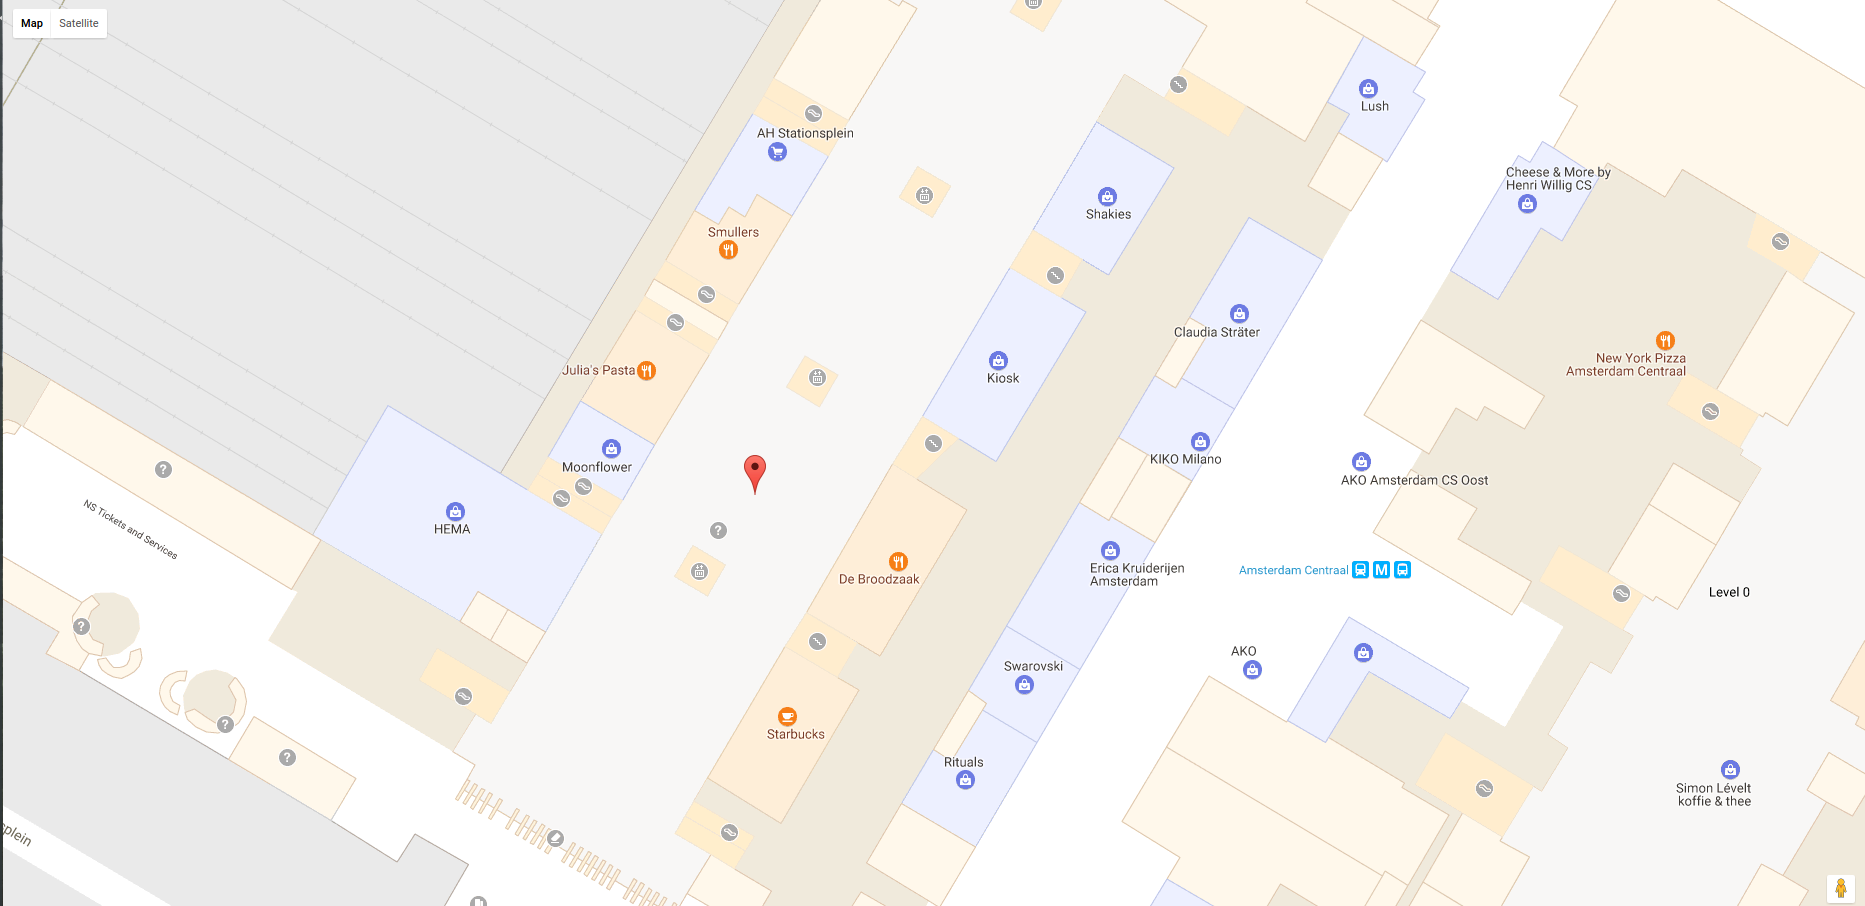 Map
Satellite
AH Stationsplein
Lush
Cheese & More by
Henri Willig CS
Shakies
Smullers
Claudia Sträter
New York Pizza
Amsterdam Centraal
Julia's Pasta
Kiosk
Moonflower
KIKO Milano
AKO Amsterdam CS Oost
HEMA
NS Tickets and Services
De Broodzaak
Erica Kruiderijen
Amsterdam
Amsterdam Centraal
M
Level 0
AKO
Swarovski
Starbucks
Rituals
Simon Lévelt
koffie & thee
plein